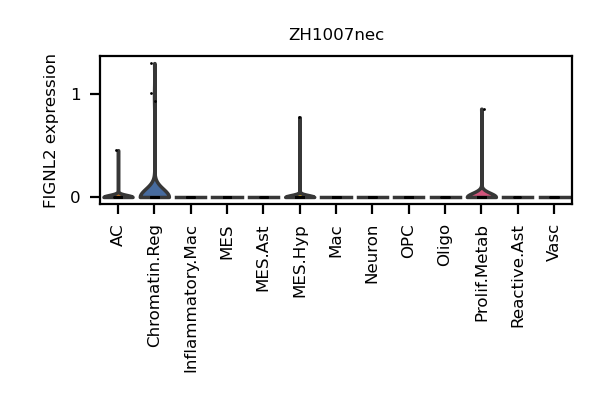 ZH1007nec
FIGNL2 expression
1
0
AC
Chromatin.Reg
Inflammatory.Mac
MES
MES.Ast
MES.Hyp
Mac
Neuron
OPC
Oligo
Prolif.Metab
Reactive.Ast
Vasc